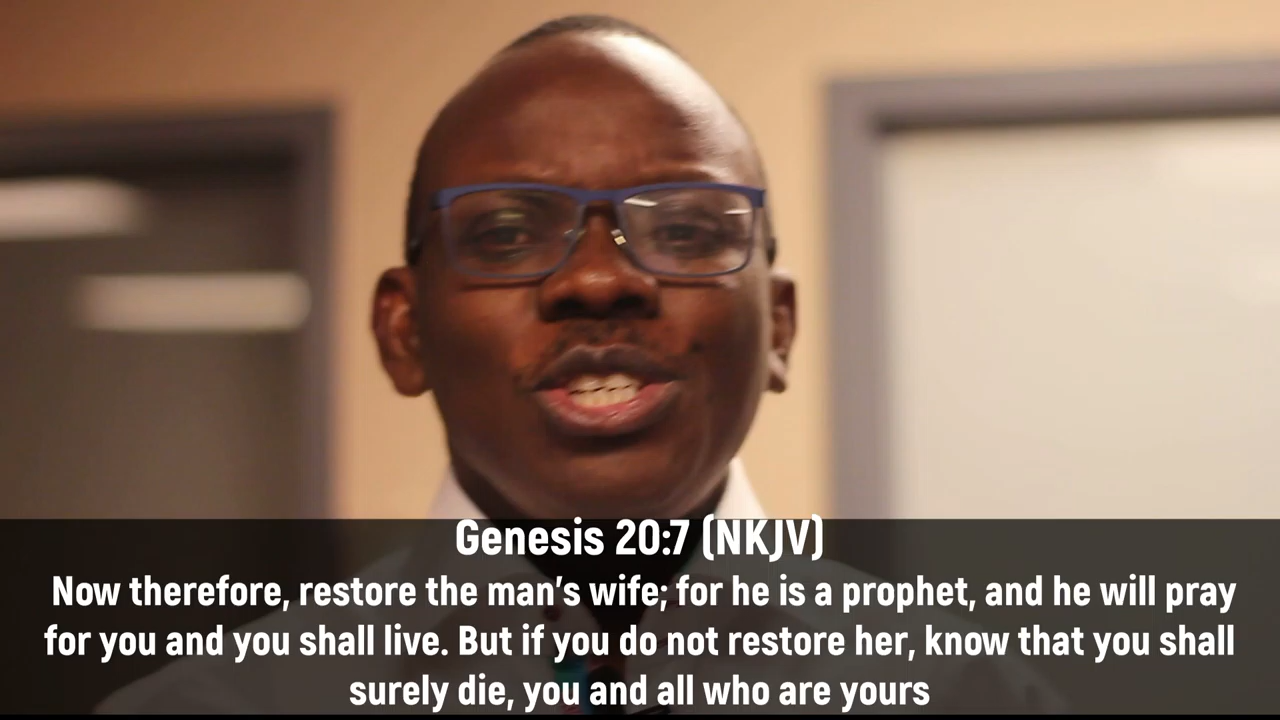 Genesis 20:7 (NKJV)
Now therefore, restore the man's wife; for he is a prophet, and he will pray
for you and you shall live. But if you do not restore her, know that you shall
surely die, you and all who are yours